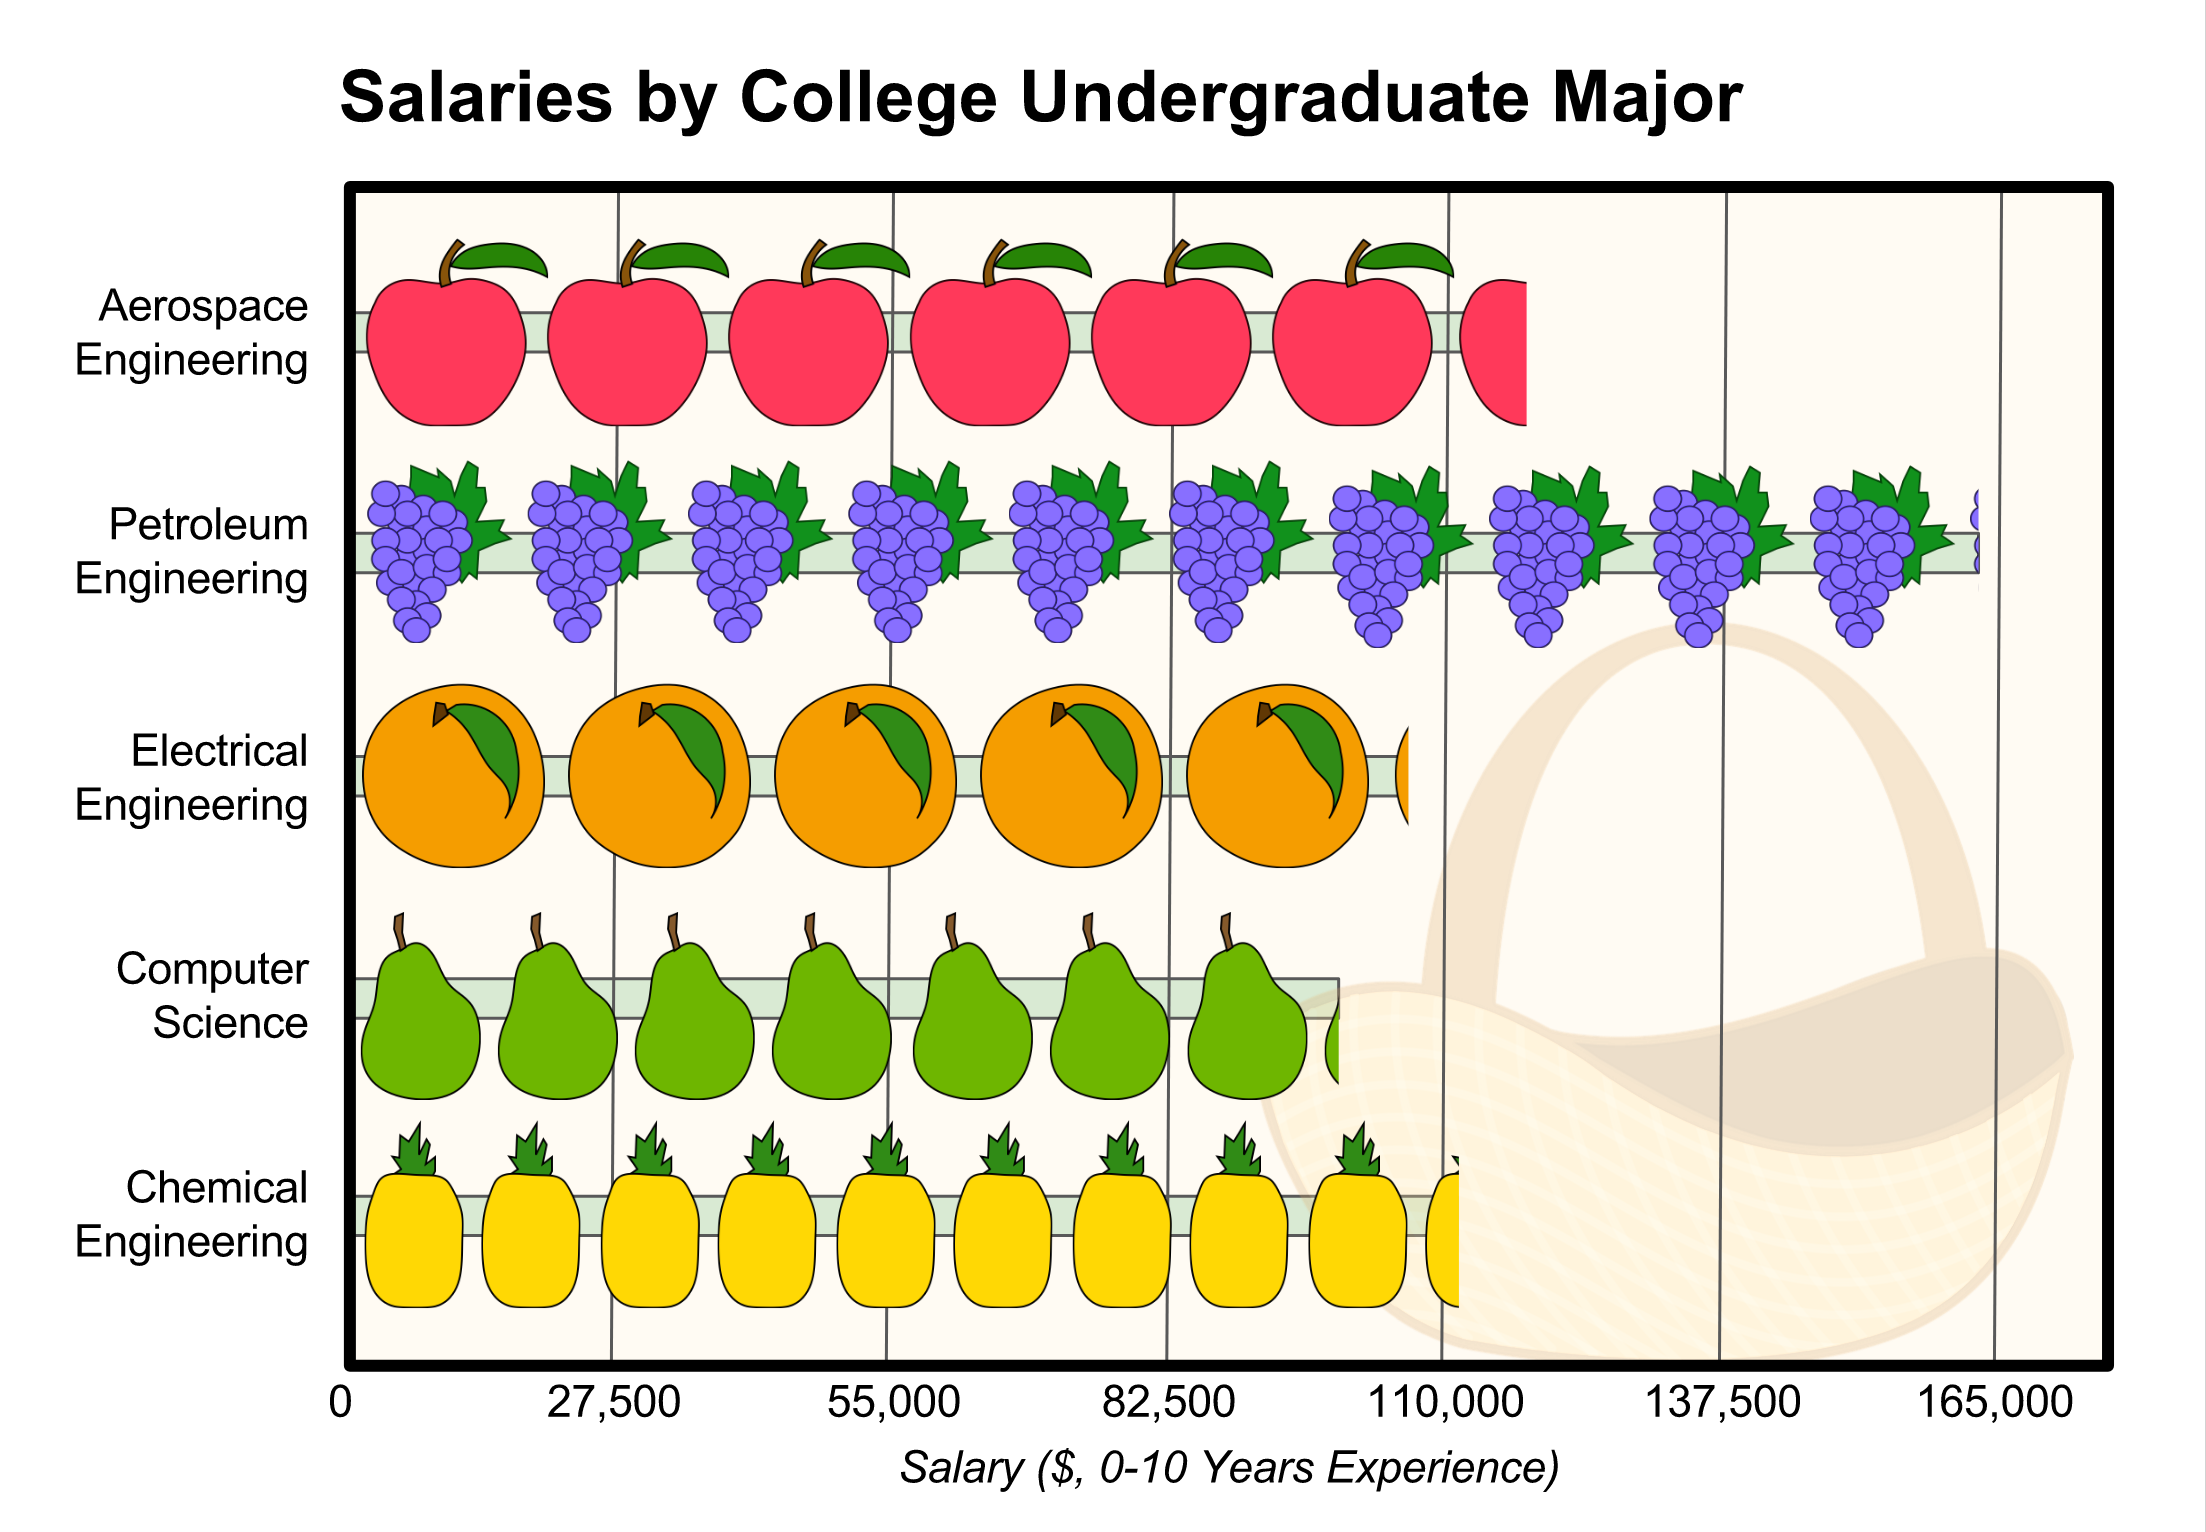 Salaries by College Undergraduate Major
Aerospace
Engineering
Petroleum
Engineering
Electrical
Engineering
Computer
Science
Chemical
Engineering
0 27,500 55,000 82,500 110,000 137,500 165,000
Salary ($, 0-10 Years Experience)